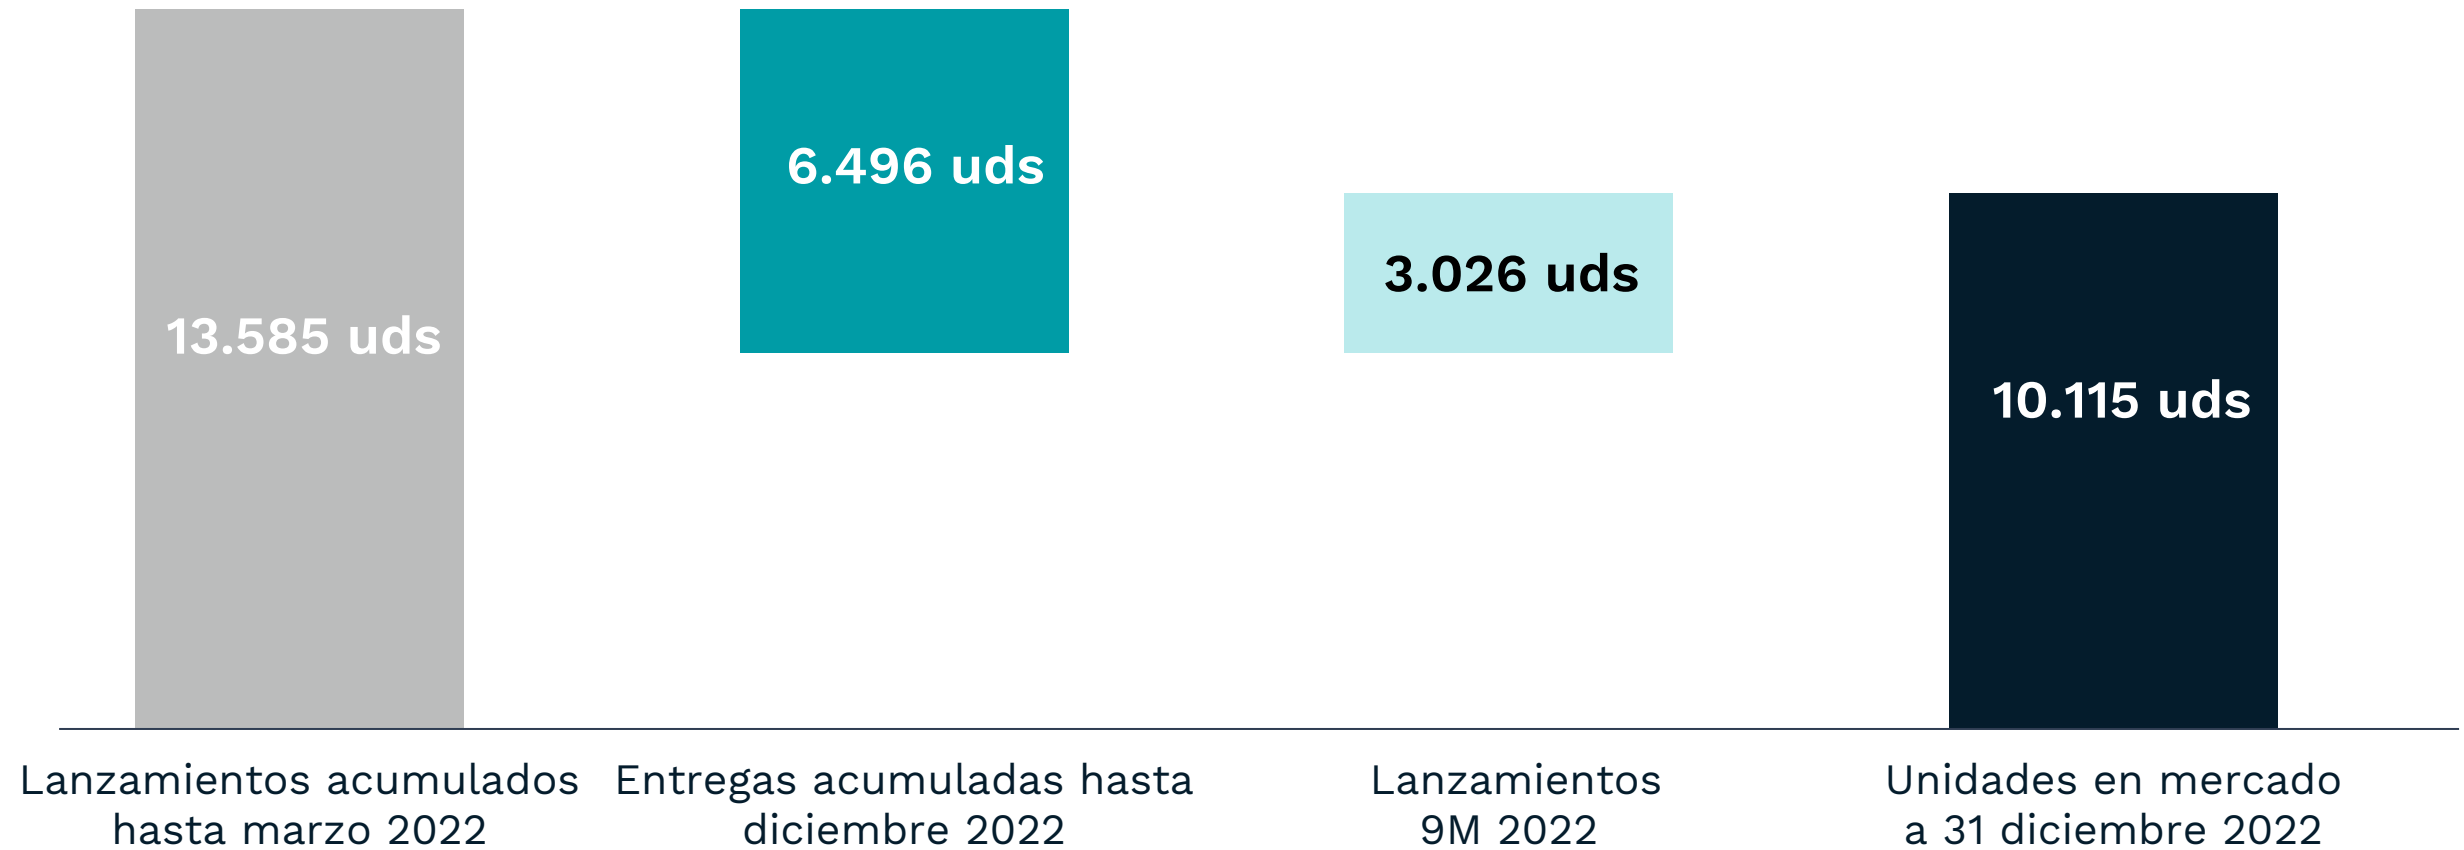 13.585 uds
6.496 uds
3.026 uds
10.115 uds
Lanzamientos acumulados
hasta marzo 2022
Entregas acumuladas hasta
diciembre 2022
Lanzamientos
9M 2022
Unidades en mercado
a 31 diciembre 2022